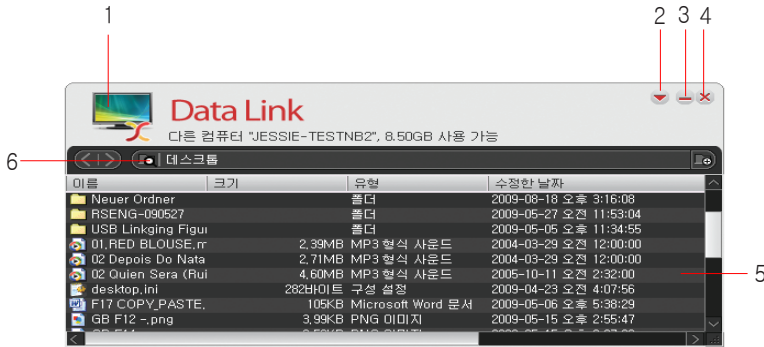 1
2 3 4
Data Link
다른 컴퓨터 "JESSIE-TESTNB2", 8.50GB 사용 가능
6
데스크톱
이름 크기 유형 수정한 날짜
Neuer Ordner 폴더 2009-08-18 오후 3:16:08
RSENG-090527 폴더 2009-05-27 오전 11:53:04
USB Linkging Figu 폴더 2009-05-05 오후 11:34:55
01,RED BLOUSE,m 2,39MB MP3 형식 사운드 2004-03-29 오전 12:00:00
02 Depois Do Nata 2,71MB MP3 형식 사운드 2004-03-29 오전 12:00:00
02 Quien Sera (Rui 4,60MB MP3 형식 사운드 2005-10-11 오전 2:32:00
5
desktop,ini 282바이트 구성 설정 2009-04-23 오전 4:07:56
F17 COPY_PASTE, 105KB Microsoft Word 문서 2009-05-06 오후 5:38:29
GB F12 -,png 3,99KB PNG 이미지 2009-05-15 오후 2:55:47